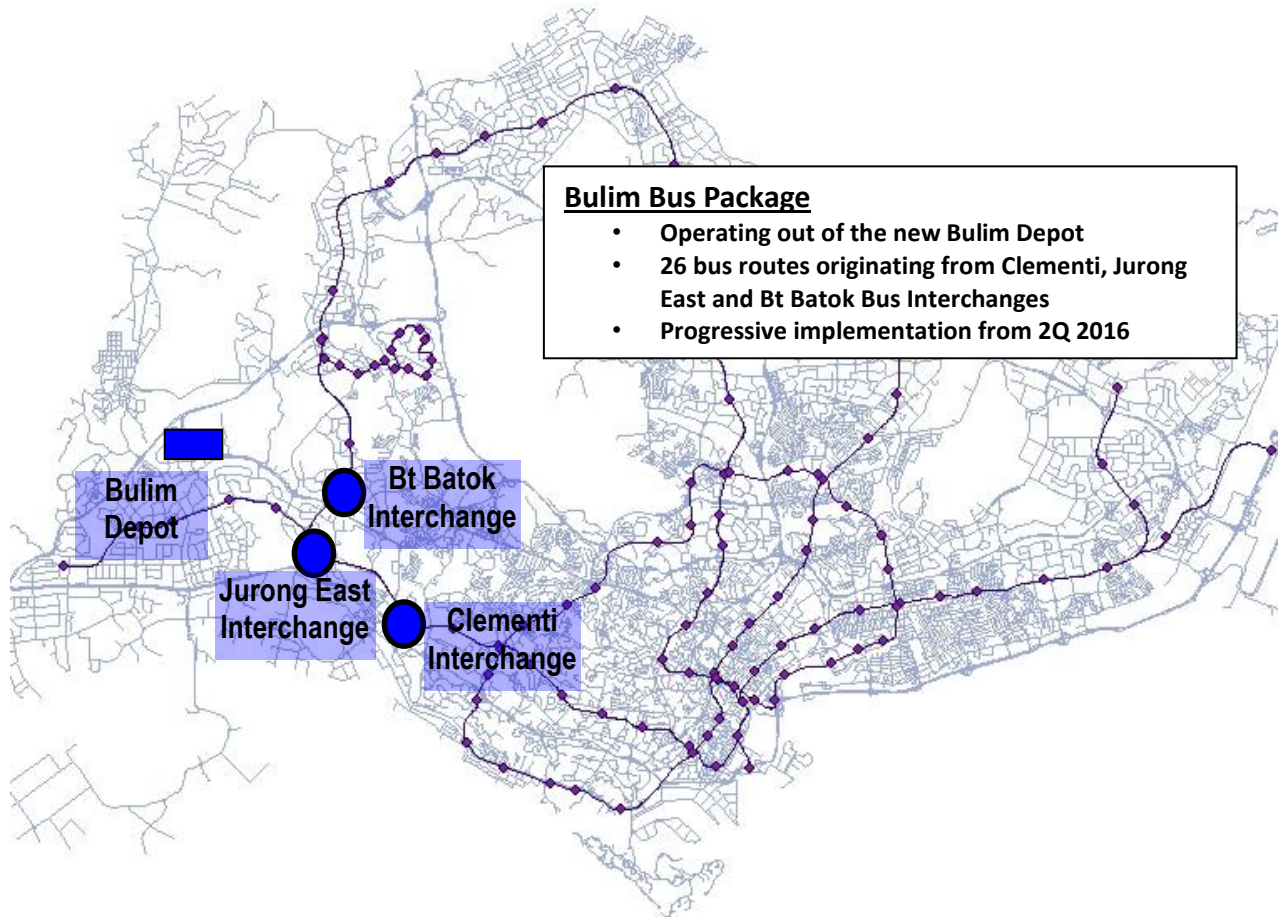 Bulim Bus Package
• Operating out of the new Bulim Depot
• 26 bus routes originating from Clementi, Jurong
East and Bt Batok Bus Interchanges
• Progressive implementation from 2Q 2016
Bulim
Depot
Bt Batok
Interchange
Jurong East
Interchange
Clementi
Interchange